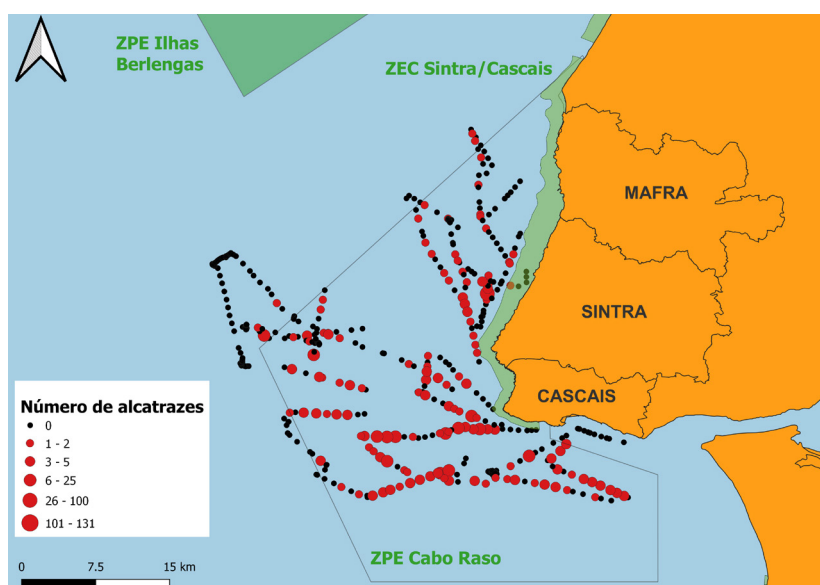 ZPE Ilhas
Berlengas
ZEC Sintra/Cascais
MAFRA
SINTRA
CASCAIS
Número de alcatrazes
0
1 - 2
3 - 5
6 - 25
26 - 100
101 - 131
ZPE Cabo Raso
0 7.5 15 km